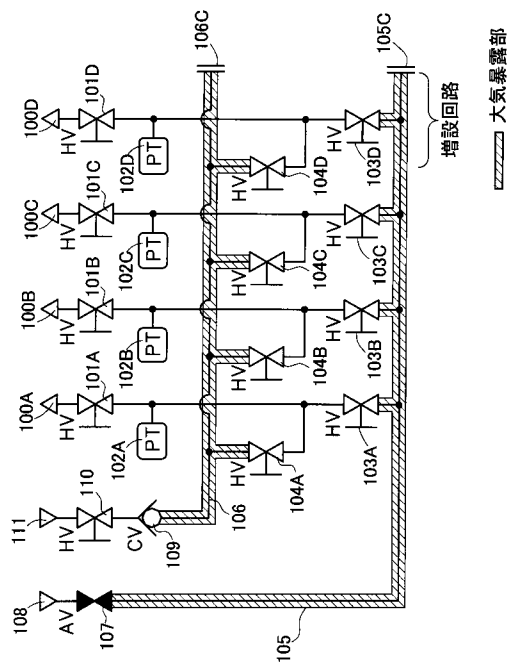 108
111
100A
100B
100C
100D
AV
HV
HV
HV
HV
HV
107
110
101A
101B
101C
101D
CV
109
PT
PT
PT
PT
102A
102B
102C
102D
106
106C
HV
HV
HV
HV
104A
104B
104C
104D
HV
HV
HV
HV
103A
103B
103C
103D
105
105C
増設回路
大気暴露部